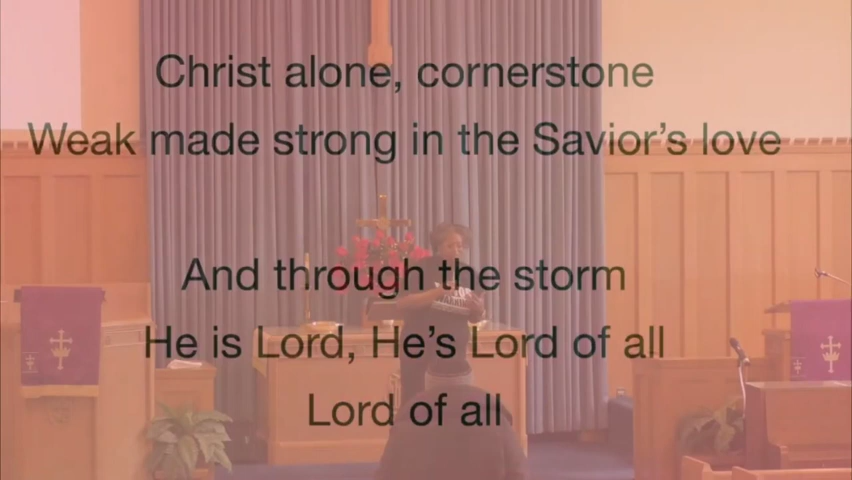 Christ alone, cornerstone
Weak made strong in the Savior's love
And through the storm
He is Lord, He's Lord of all
Lord of all